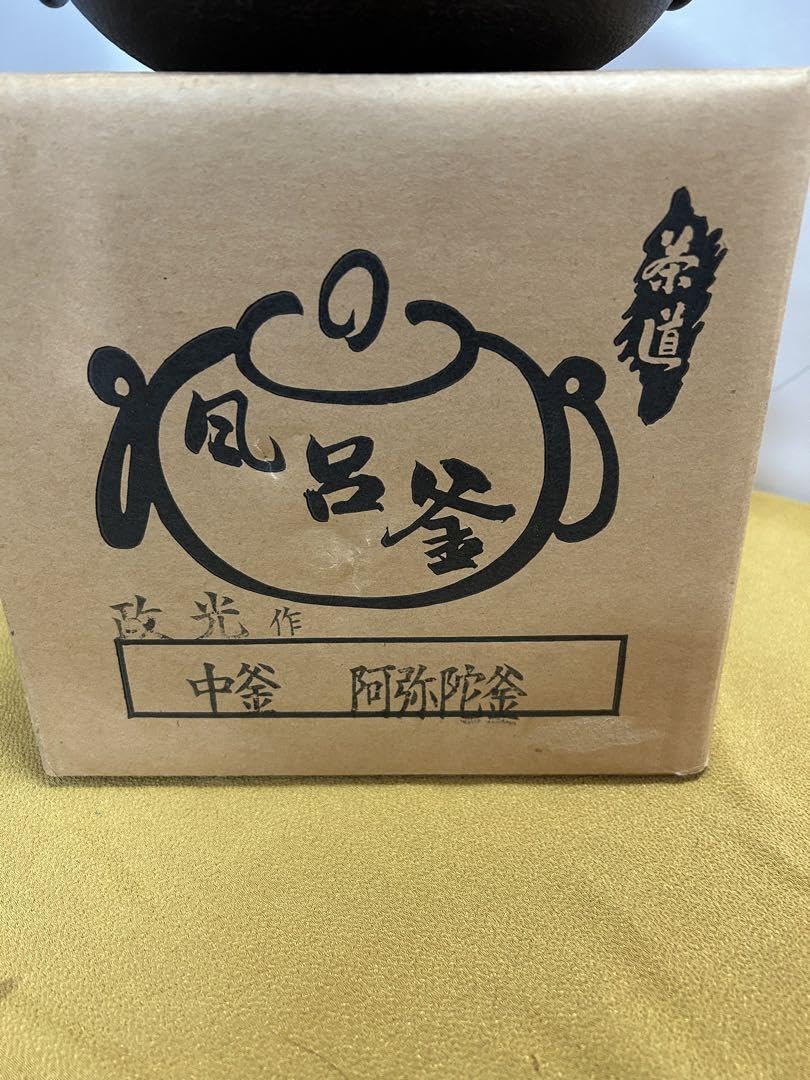 茶道
風呂釜
政光作
中釜 阿弥陀釜